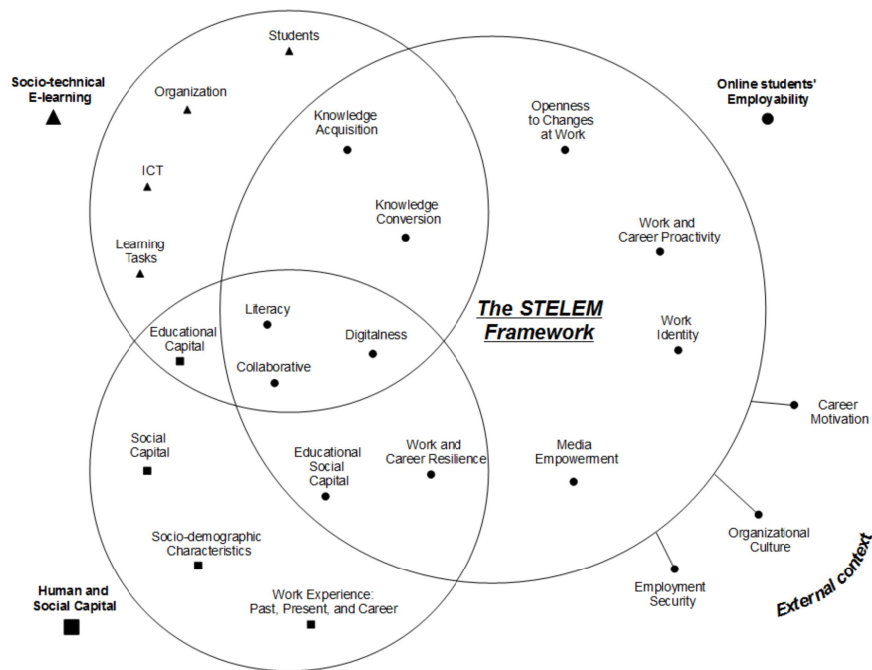 Students
Socio-technical
E-learning
Organization
Online students'
Employability
Knowledge
Acquisition
Openness
to Changes
at Work
ICT
Knowledge
Conversion
Work and
Career Proactivity
Learning
Tasks
Literacy
The STELEM
Framework
Educational
Capital
Digitalness
Work
Identity
Collaborative
Career
Motivation
Social
Capital
Educational
Social
Capital
Work and
Career Resilience
Media
Empowerment
Organizational
Culture
Socio-demographic
Characteristics
External context
Employment
Security
Human and
Social Capital
Work Experience:
Past, Present, and Career